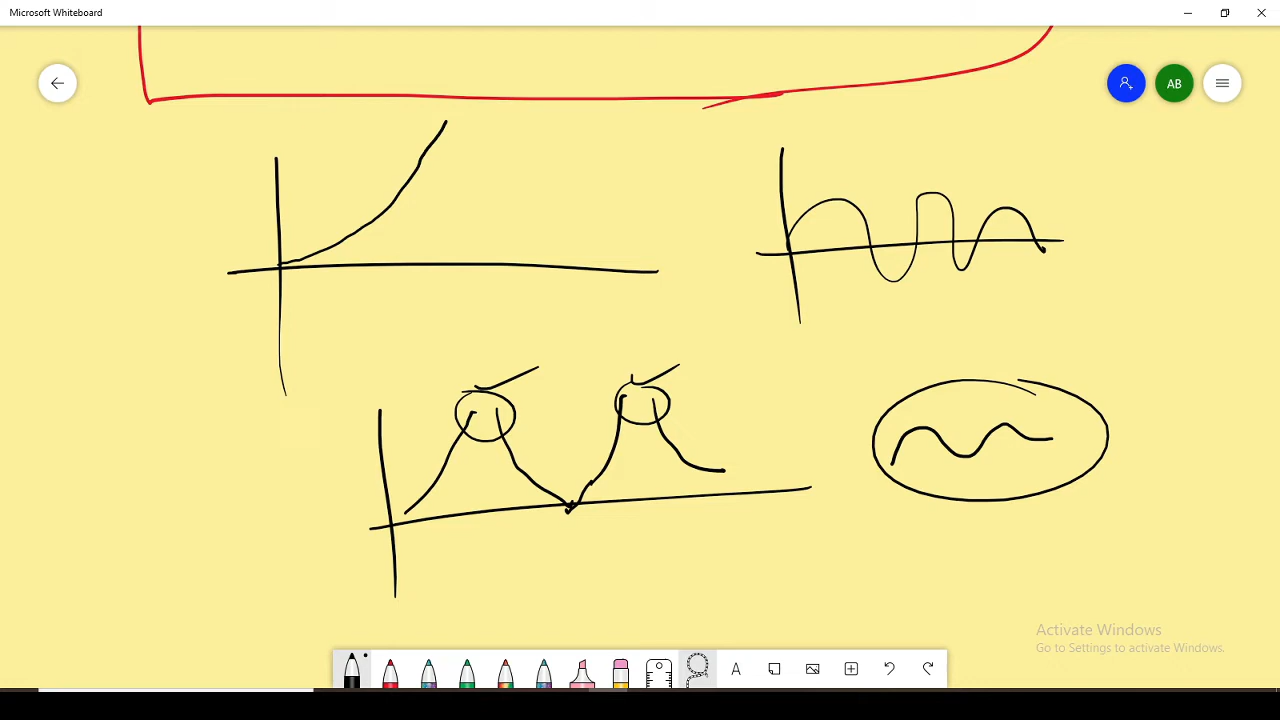 Microsoft Whiteboard
AB
Activate Windows
Go to Settings to activate Windows.
A